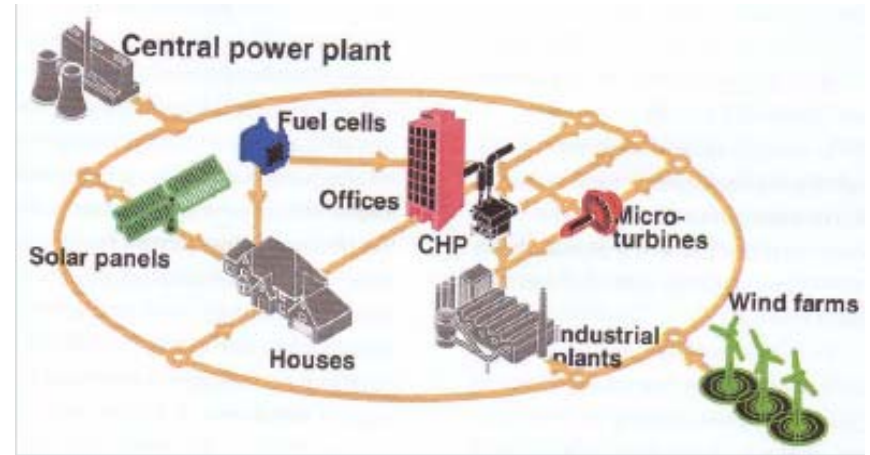 Central power plant
Fuel cells
Offices
Solar panels
CHP
Micro-
turbines
Wind farms
Houses
Industrial
plants